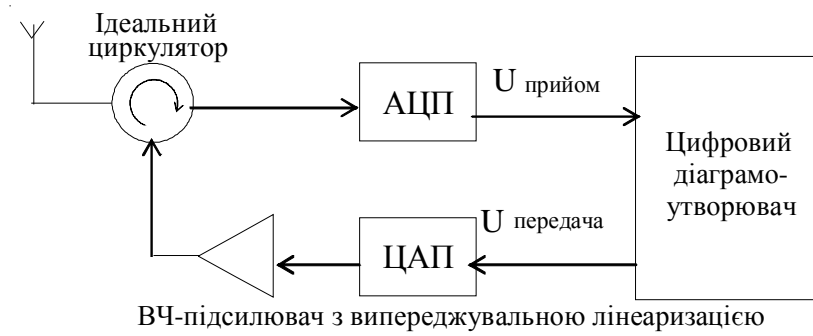 Ідеальний
циркулятор
АЦП
U прийом
Цифровий
діаграмо-
утворювач
U передача
ЦАП
ВЧ-підсилювач з випереджувальною лінеаризацією